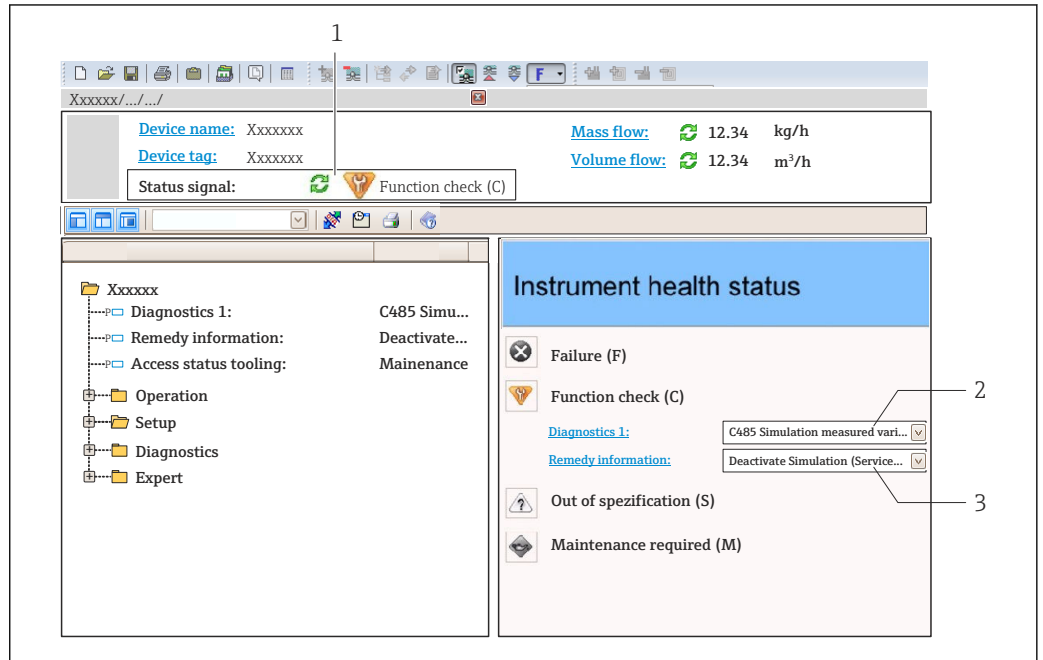 1
F
Xxxxxx/.../.../
Device name: Xxxxxxx
Mass flow: 12.34 kg/h
Device tag: Xxxxxxx
Volume flow: 12.34 m³/h
Status signal: Function check (C)
Xxxxxx
Diagnostics 1: C485 Simu...
Remedy information: Deactivate...
Access status tooling: Mainenance
Operation
Setup
Diagnostics
Expert
Instrument health status
Failure (F)
Function check (C)
2
Diagnostics 1: C485 Simulation measured vari...
Remedy information: Deactivate Simulation (Service...
Out of spezification (S)
3
Maintenance required (M)